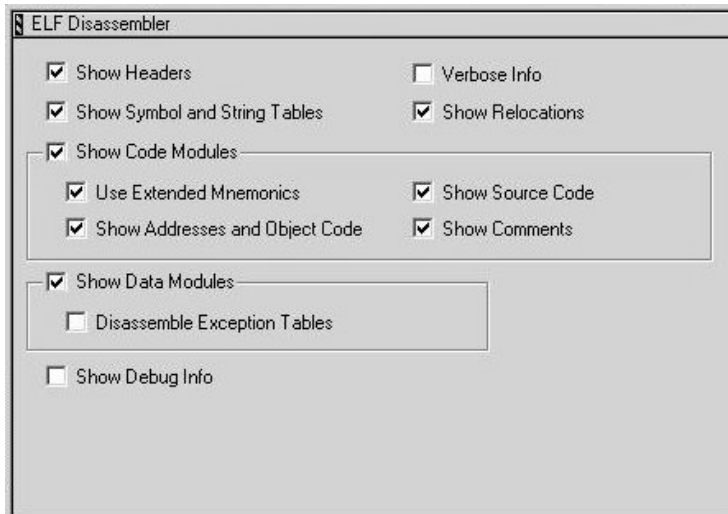 ELF Disassembler
Show Headers
Verbose Info
Show Symbol and String Tables
Show Relocations
Show Code Modules
Use Extended Mnemonics
Show Source Code
Show Addresses and Object Code
Show Comments
Show Data Modules
Disassemble Exception Tables
Show Debug Info